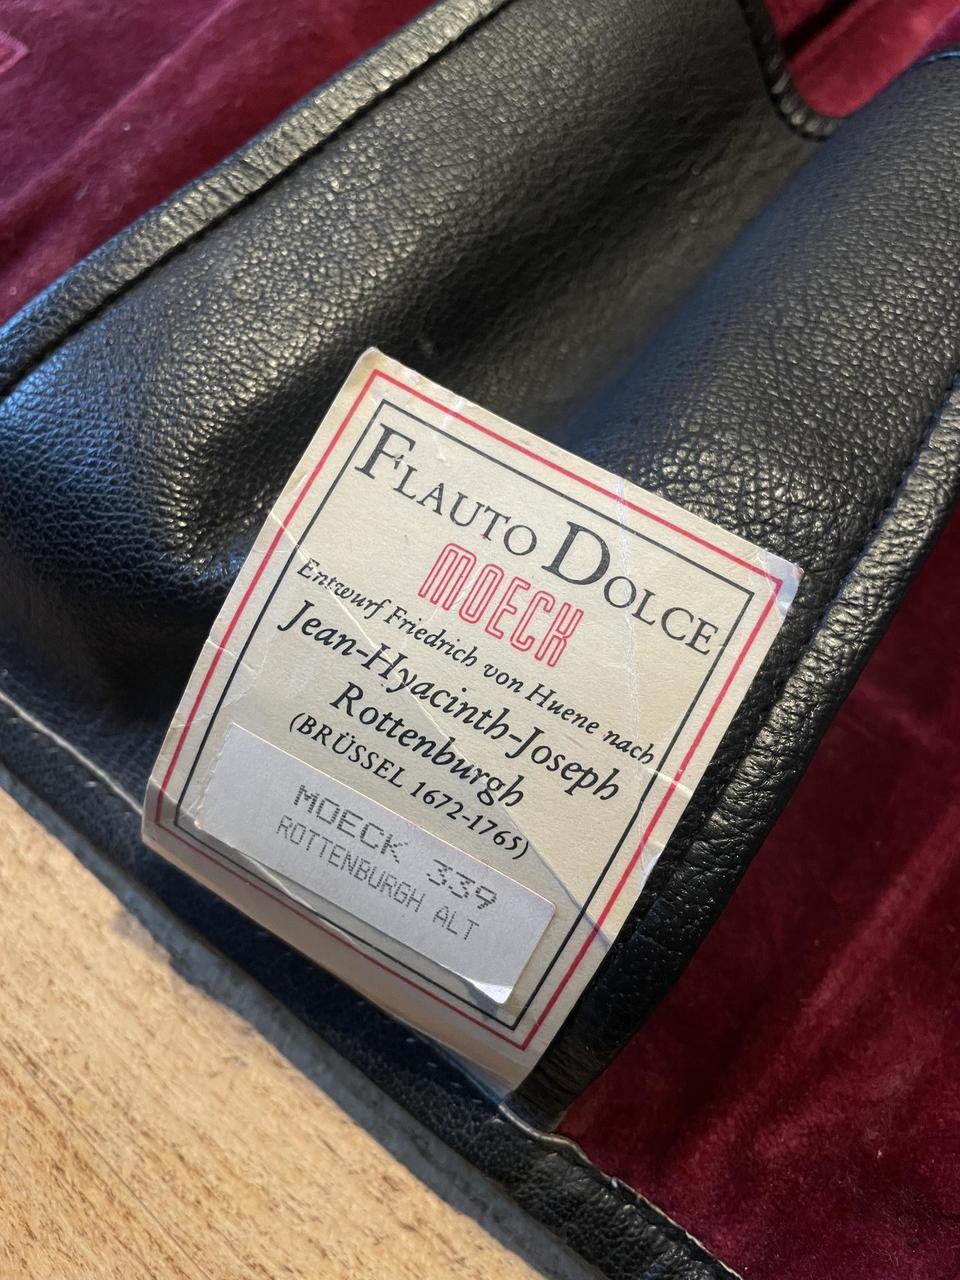 FLAUTO DOLCE
MOECK
Entwurf Friedrich von Huene nach
Jean-Hyacinth-Joseph
Rottenburgh
(BRÜSSEL 1672-1765)
MOECK 339
ROTTENBURGH ALT